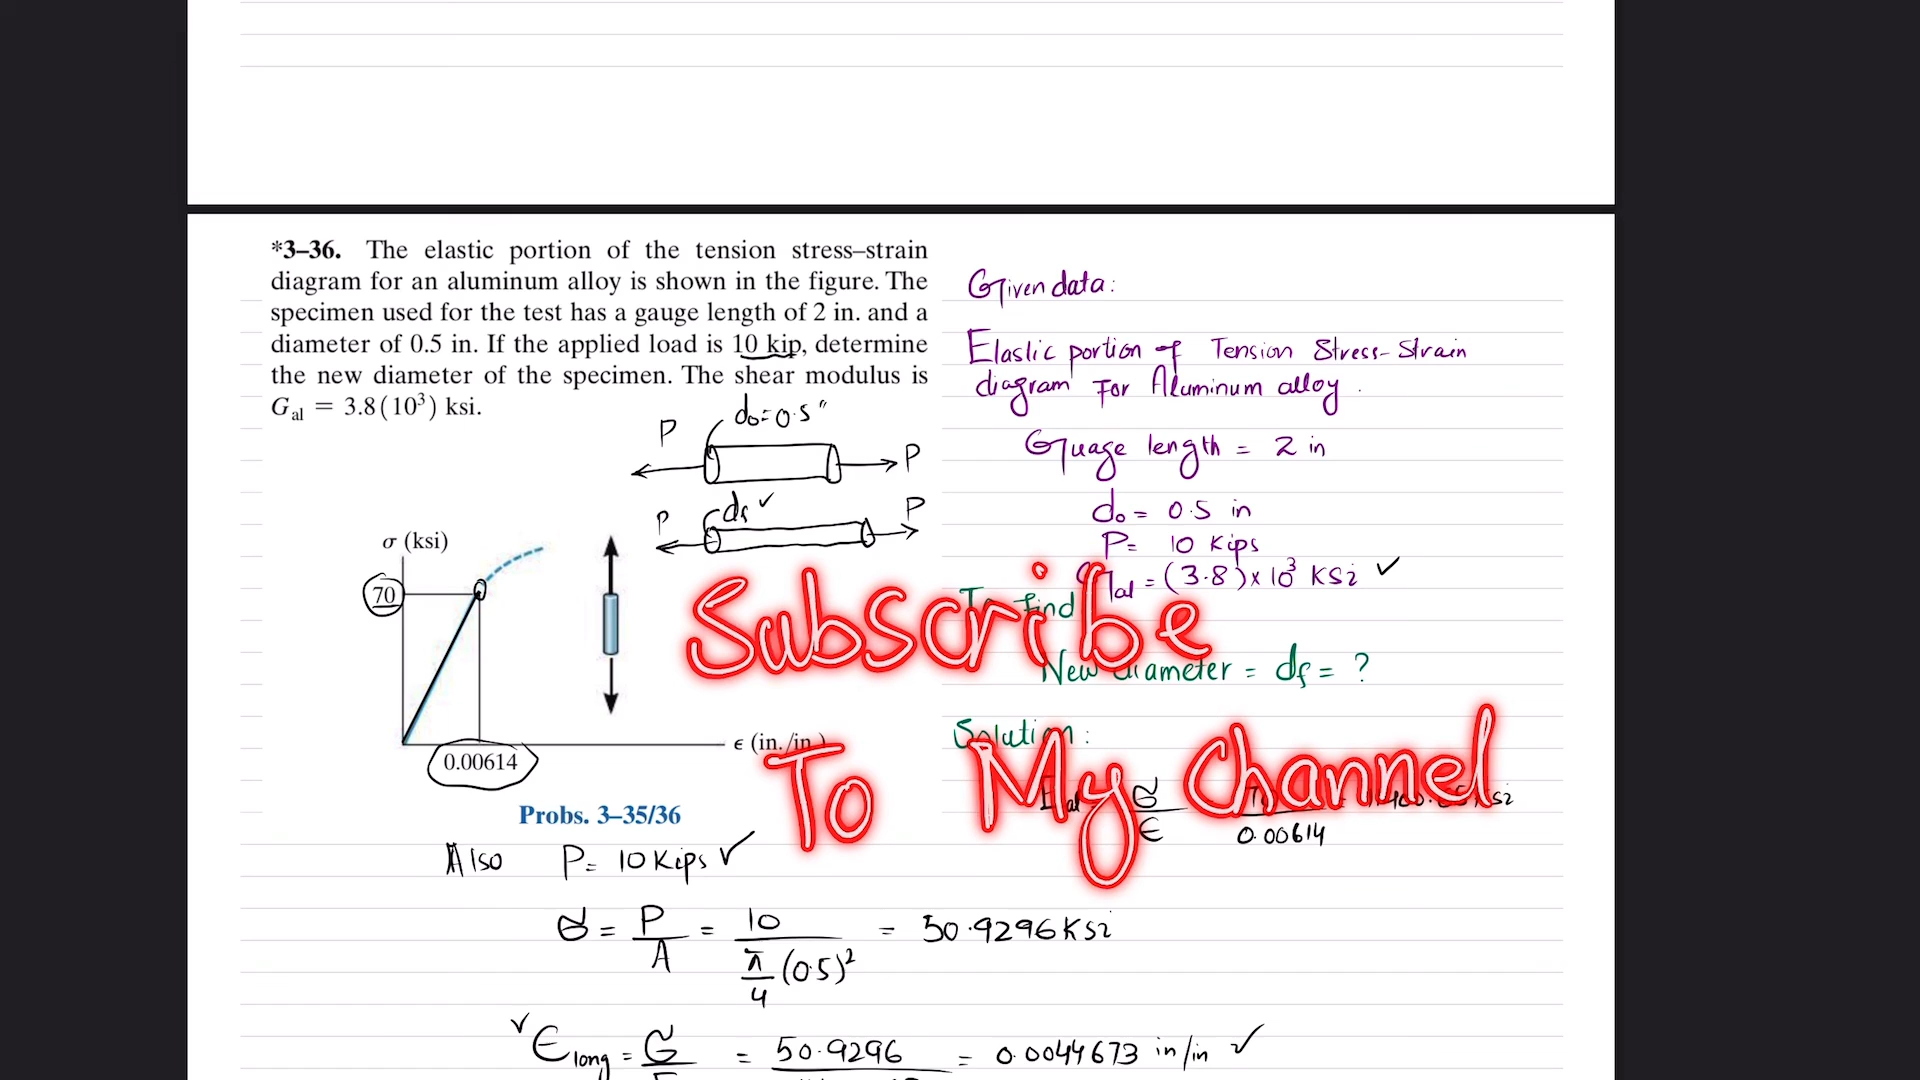 *3–36. The elastic portion of the tension stress–strain
diagram for an aluminum alloy is shown in the figure. The
specimen used for the test has a gauge length of 2 in. and a
diameter of 0.5 in. If the applied load is 10 kip, determine
the new diameter of the specimen. The shear modulus is
G_al = 3.8(10³) ksi.
d₀=0.5"
P
P
df ✓
P
P
σ (ksi)
70
0.00614
ϵ (in./in.)
Probs. 3–35/36
Given data:
Elastic portion of Tension Stress-Strain
diagram For Aluminum alloy.
Guage length = 2 in
d₀ = 0.5 in
P= 10 Kips
al = (3.8)×10³ KSi ✓
To find
New diameter = df = ?
Solution:
Subscribe
To My Channel
σ
ϵ
0.00614
Also P= 10 Kips ✓
σ = P/A = 10/(π/4 (0.5)²) = 50.9296 KSi
✓ ϵ long = σ/E = 50.9296 = 0.0044673 in/in ✓